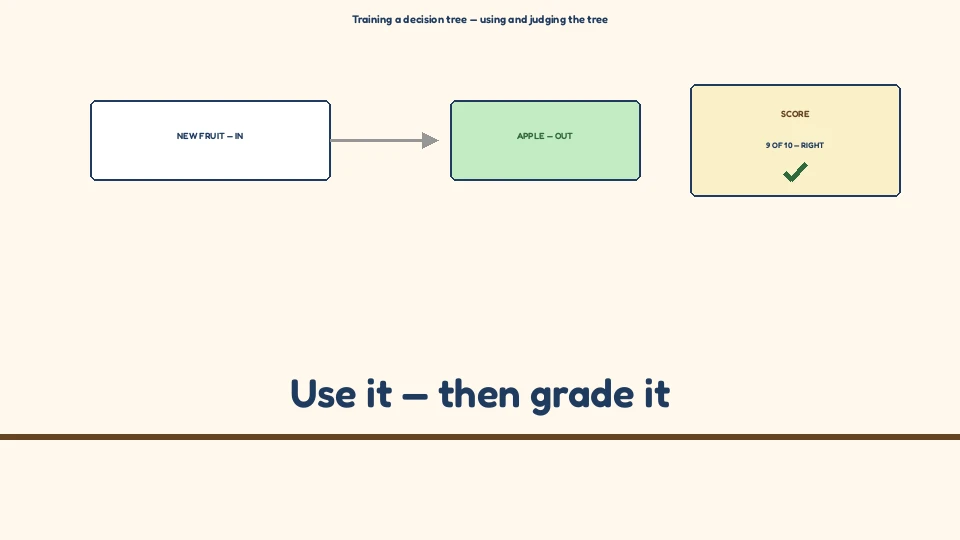 Training a decision tree — using and judging the tree
NEW FRUIT — IN
APPLE — OUT
SCORE
9 OF 10 — RIGHT
Use it — then grade it